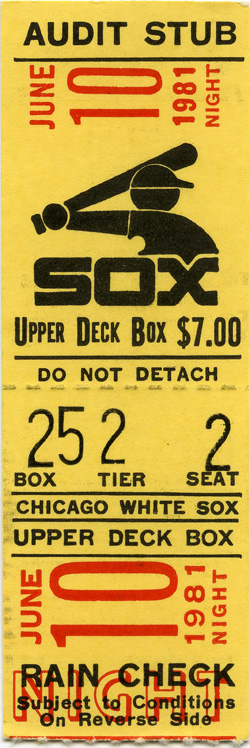 AUDIT STUB
JUNE 10 1981 NIGHT
SOX
UPPER DECK BOX $7.00
DO NOT DETACH
25 2 2
BOX TIER SEAT
CHICAGO WHITE SOX
UPPER DECK BOX
JUNE 10 1981 NIGHT
NIGHT
RAIN CHECK
Subject to Conditions
On Reverse Side